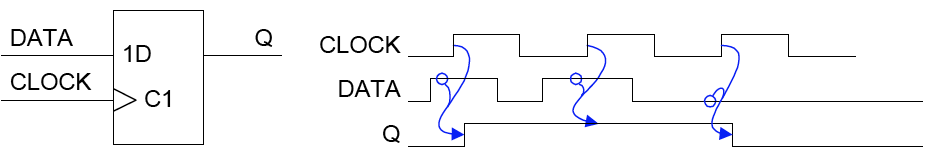 DATA
1D
Q
CLOCK
C1
CLOCK
DATA
Q